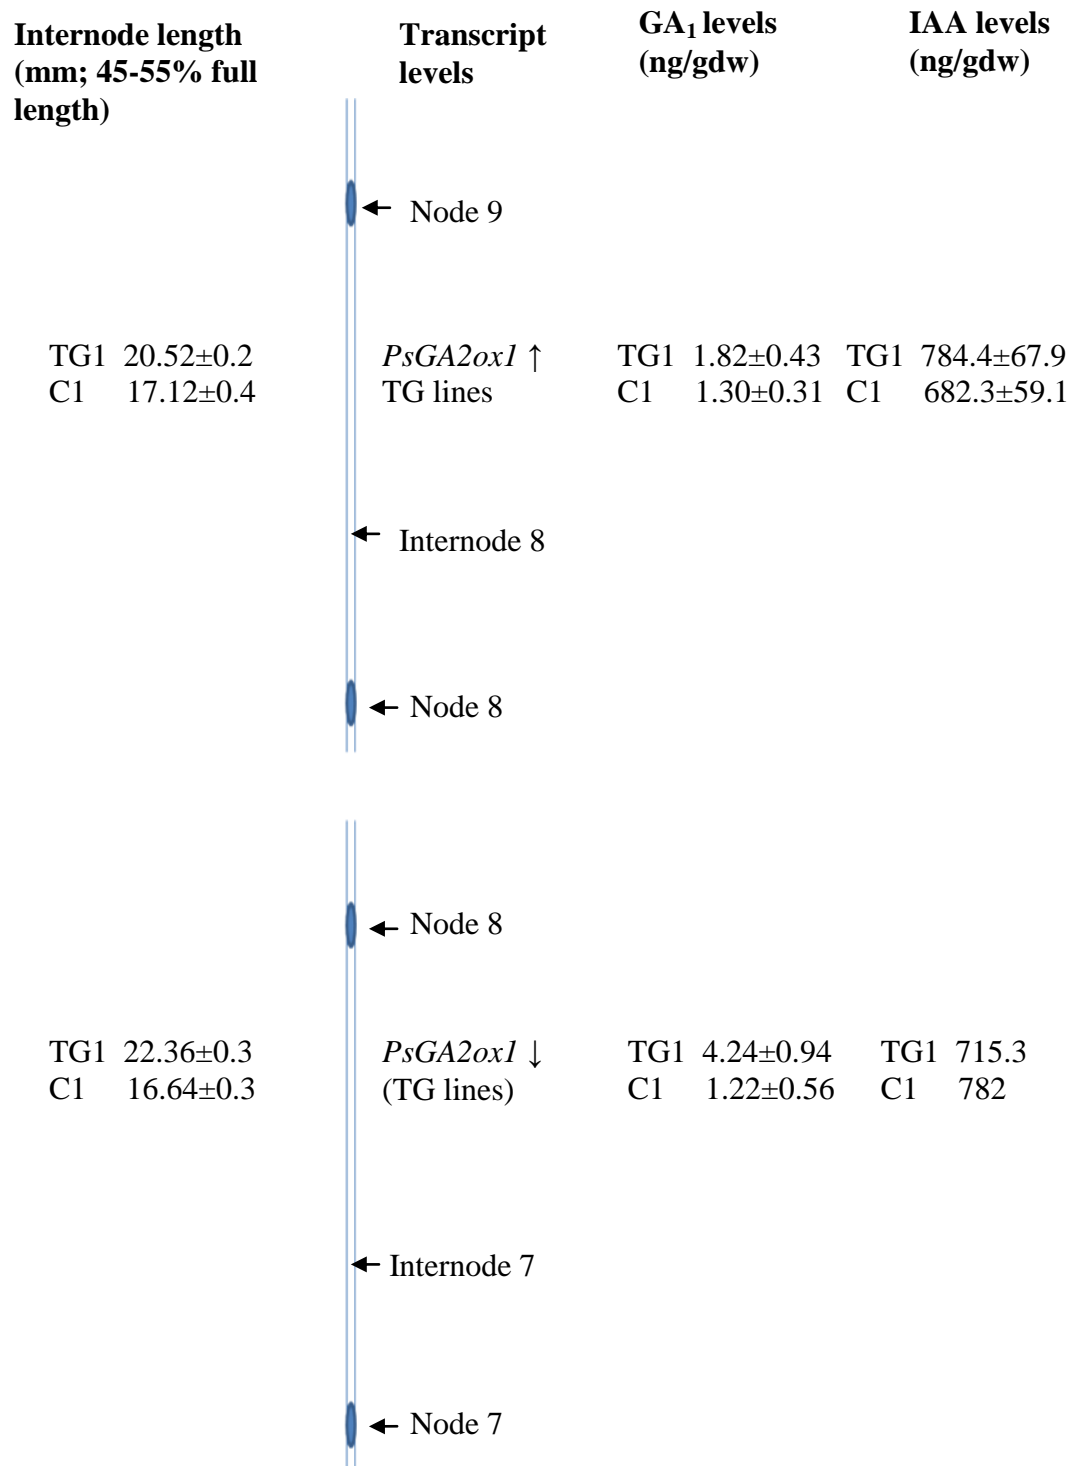 Internode length
(mm; 45-55% full
length)
Transcript
levels
GA1 levels
(ng/gdw)
IAA levels
(ng/gdw)
Node 9
TG1 20.52±0.2
C1 17.12±0.4
PsGA2ox1 ↑
TG lines
TG1 1.82±0.43
C1 1.30±0.31
TG1 784.4±67.9
C1 682.3±59.1
Internode 8
Node 8
Node 8
TG1 22.36±0.3
C1 16.64±0.3
PsGA2ox1 ↓
(TG lines)
TG1 4.24±0.94
C1 1.22±0.56
TG1 715.3
C1 782
Internode 7
Node 7